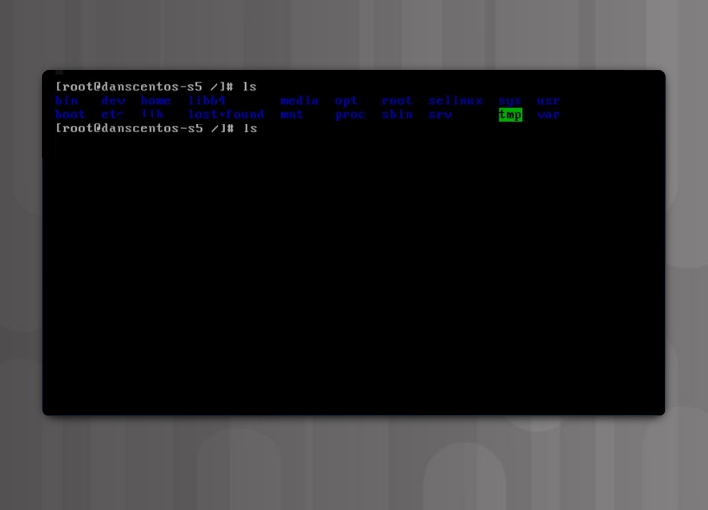 [root@danscentos-s5 /]# ls
bin dev home lib64 media opt root selinux sys usr
boot etc lib lost+found mnt proc sbin srv tmp var
[root@danscentos-s5 /]# ls